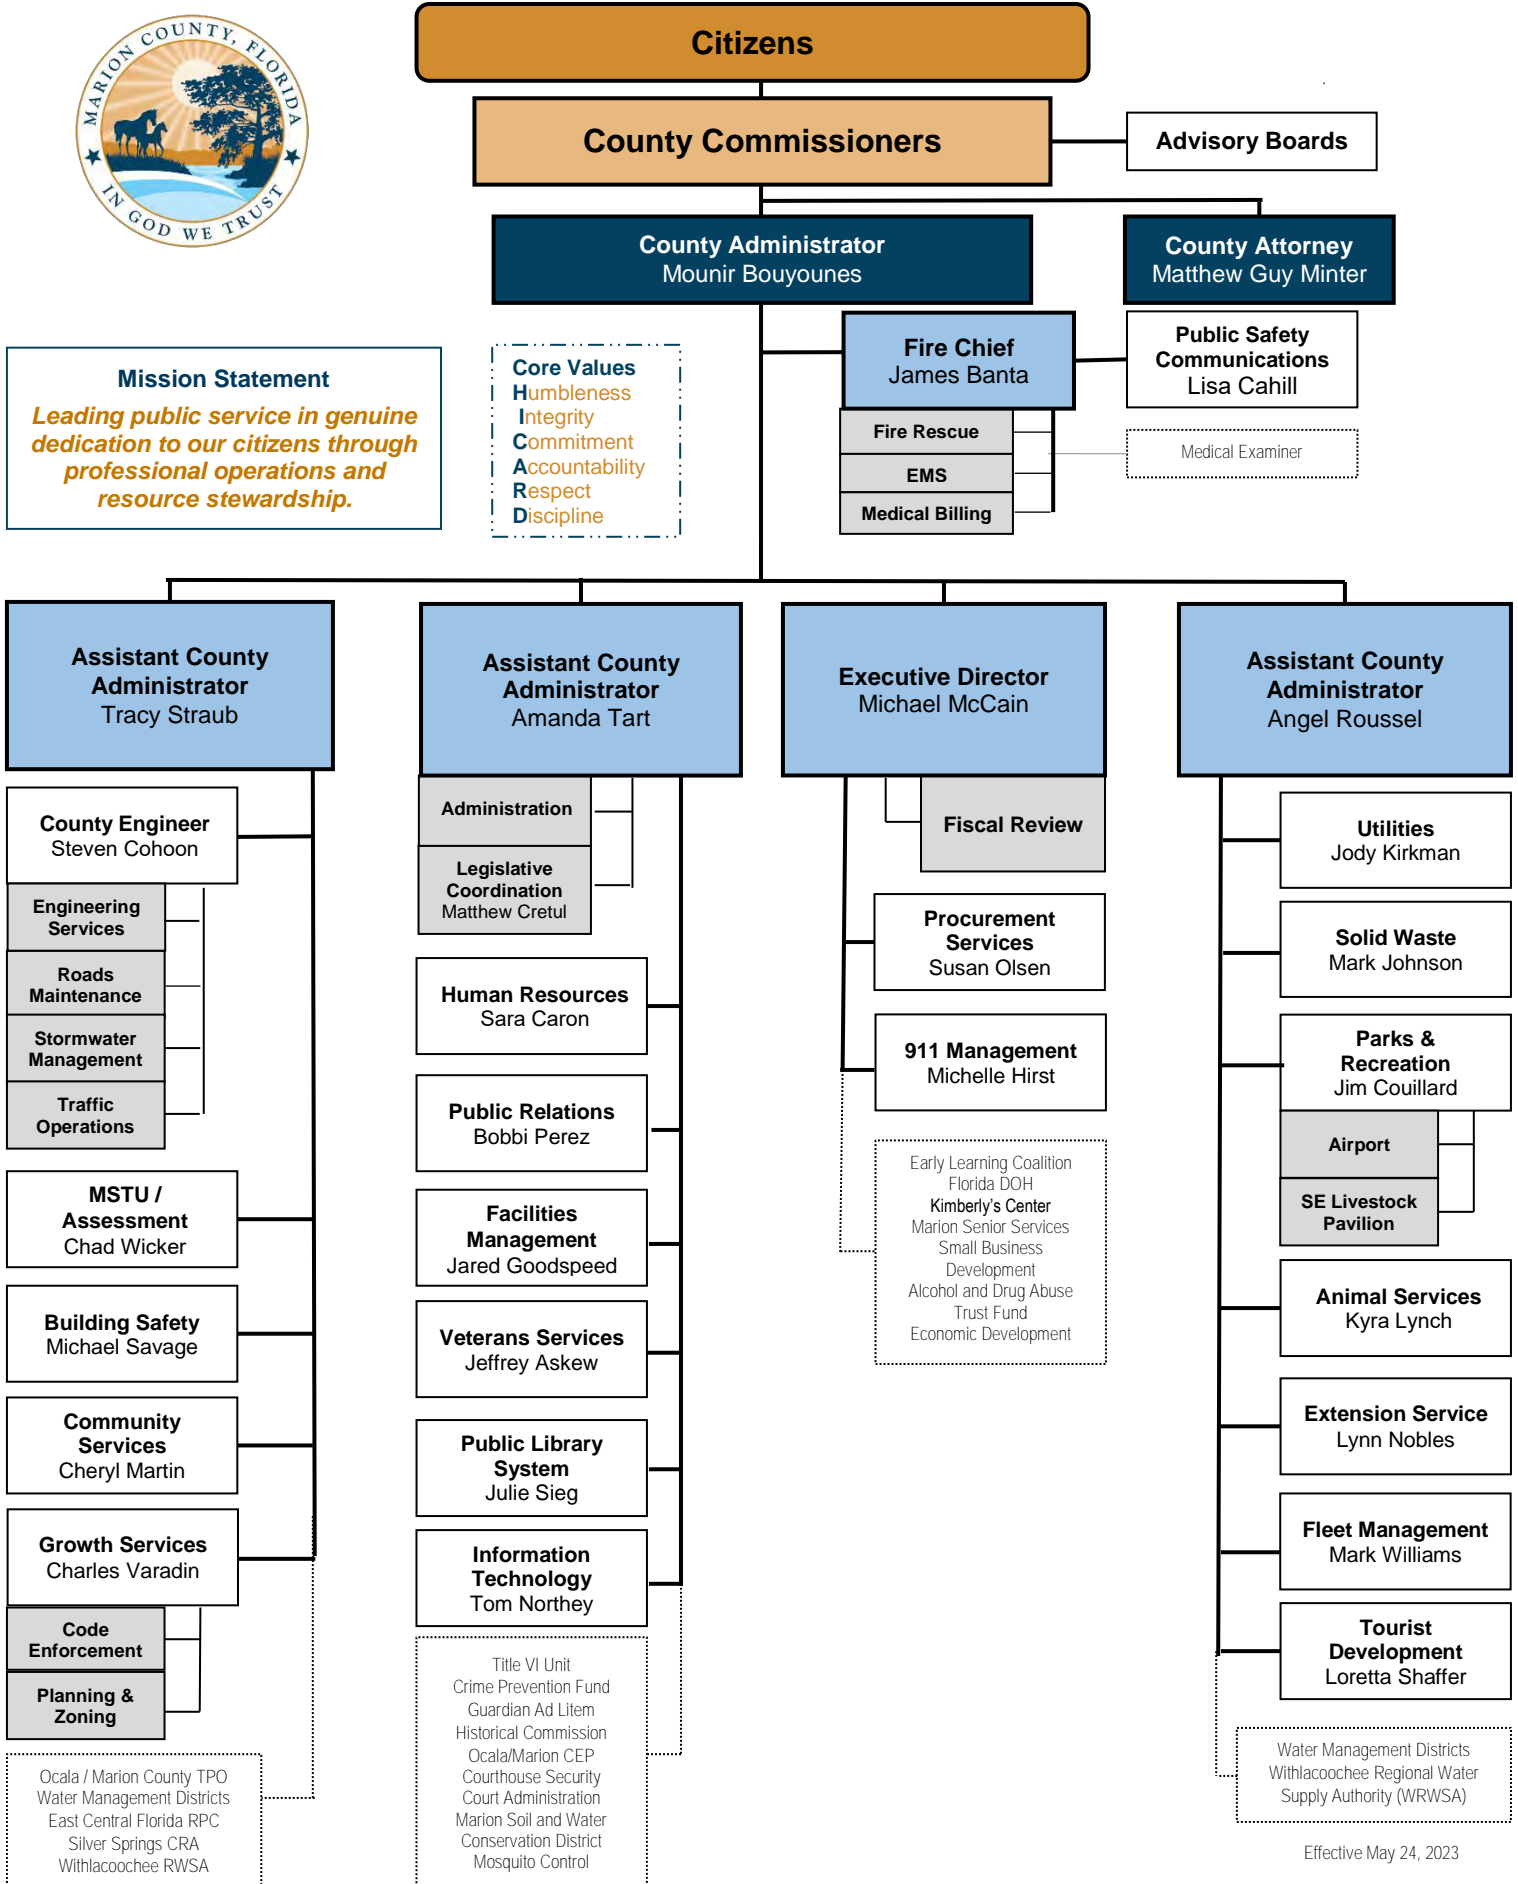 MARION COUNTY, FLORIDA
IN GOD WE TRUST
Citizens
County Commissioners
Advisory Boards
County Administrator
Mounir Bouyounes
County Attorney
Matthew Guy Minter
Mission Statement
Leading public service in genuine
dedication to our citizens through
professional operations and
resource stewardship.
Core Values
Humbleness
Integrity
Commitment
Accountability
Respect
Discipline
Fire Chief
James Banta
Fire Rescue
EMS
Medical Billing
Public Safety
Communications
Lisa Cahill
Medical Examiner
Assistant County
Administrator
Tracy Straub
County Engineer
Steven Cohoon
Engineering
Services
Roads
Maintenance
Stormwater
Management
Traffic
Operations
MSTU /
Assessment
Chad Wicker
Building Safety
Michael Savage
Community
Services
Cheryl Martin
Growth Services
Charles Varadin
Code
Enforcement
Planning &
Zoning
Ocala / Marion County TPO
Water Management Districts
East Central Florida RPC
Silver Springs CRA
Withlacoochee RWSA
Assistant County
Administrator
Amanda Tart
Administration
Legislative
Coordination
Matthew Cretul
Human Resources
Sara Caron
Public Relations
Bobbi Perez
Facilities
Management
Jared Goodspeed
Veterans Services
Jeffrey Askew
Public Library
System
Julie Sieg
Information
Technology
Tom Northey
Title VI Unit
Crime Prevention Fund
Guardian Ad Litem
Historical Commission
Ocala/Marion CEP
Courthouse Security
Court Administration
Marion Soil and Water
Conservation District
Mosquito Control
Executive Director
Michael McCain
Fiscal Review
Procurement
Services
Susan Olsen
911 Management
Michelle Hirst
Early Learning Coalition
Florida DOH
Kimberly's Center
Marion Senior Services
Small Business
Development
Alcohol and Drug Abuse
Trust Fund
Economic Development
Assistant County
Administrator
Angel Roussel
Utilities
Jody Kirkman
Solid Waste
Mark Johnson
Parks &
Recreation
Jim Couillard
Airport
SE Livestock
Pavilion
Animal Services
Kyra Lynch
Extension Service
Lynn Nobles
Fleet Management
Mark Williams
Tourist
Development
Loretta Shaffer
Water Management Districts
Withlacoochee Regional Water
Supply Authority (WRWSA)
Effective May 24, 2023